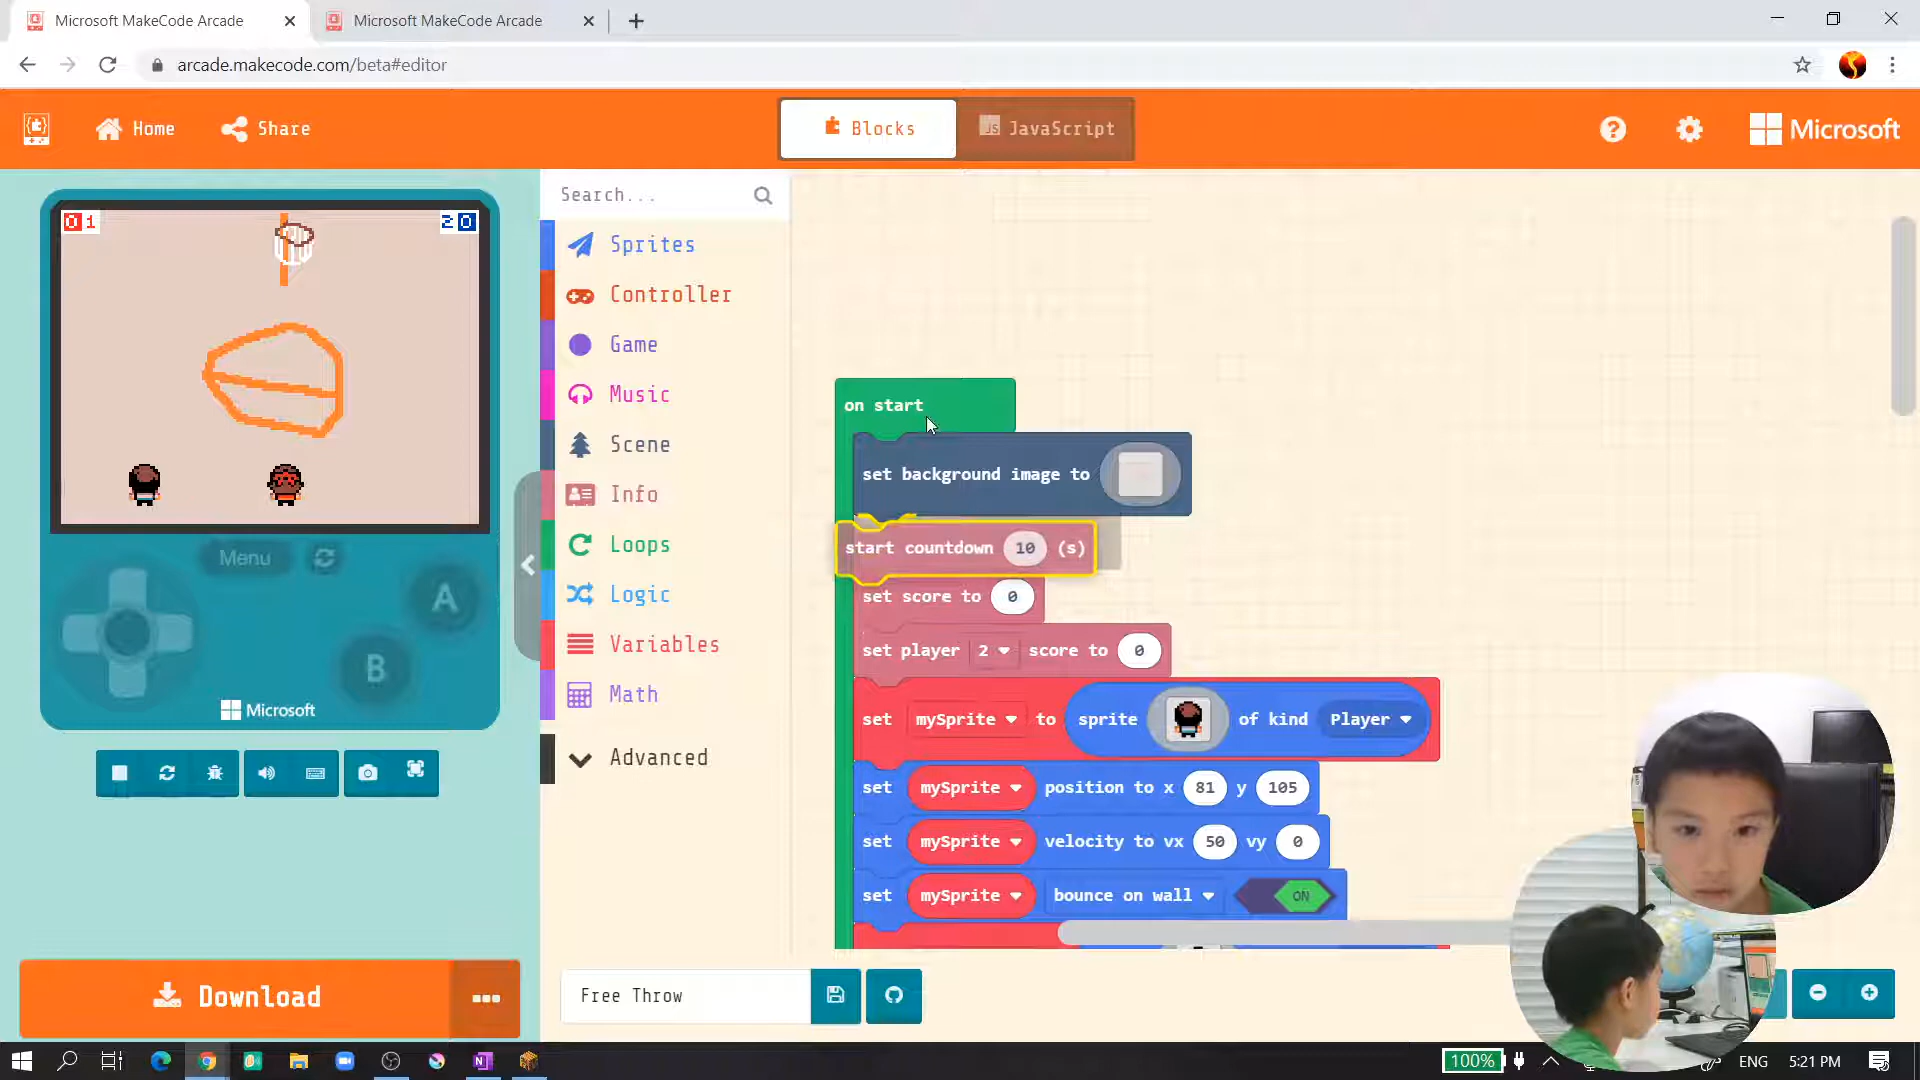 Microsoft MakeCode Arcade
Microsoft MakeCode Arcade
arcade.makecode.com/beta#editor
Home
Share
Blocks
JS JavaScript
Microsoft
01
20
Menu
A
B
Microsoft
Search...
Sprites
Controller
Game
Music
Scene
Info
Loops
Logic
Variables
Math
Advanced
on start
set background image to
start countdown 10 (s)
set score to 0
set player 2 score to 0
set mySprite to sprite of kind Player
set mySprite position to x 81 y 105
set mySprite velocity to vx 50 vy 0
set mySprite bounce on wall ON
Download
Free Throw
100%
ENG
5:21 PM